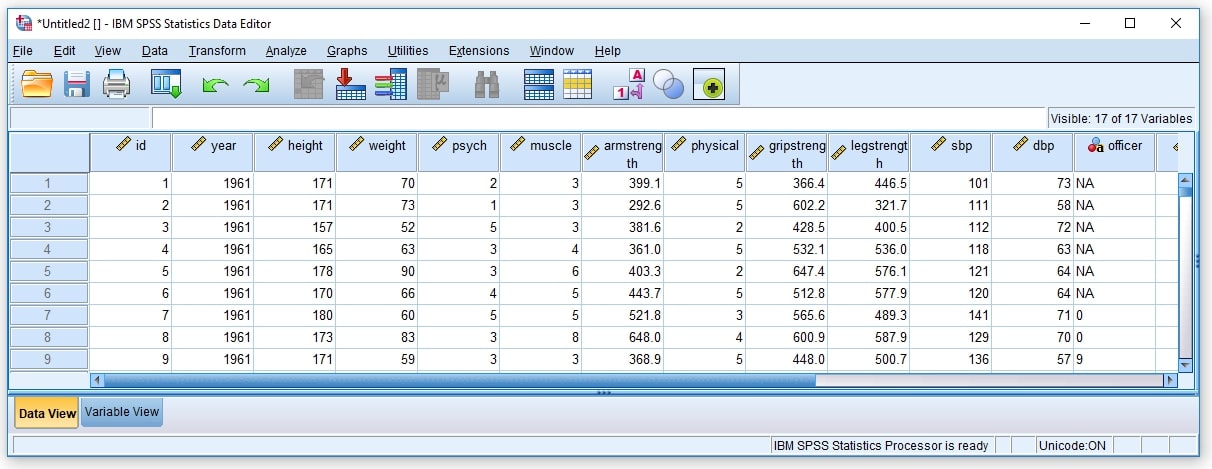 *Untitled2 [] - IBM SPSS Statistics Data Editor
File Edit View Data Transform Analyze Graphs Utilities Extensions Window Help
Visible: 17 of 17 Variables
id year height weight psych muscle armstreng physical gripstreng legstrengt sbp dbp officer
th th h
1 1 1961 171 70 2 3 399.1 5 366.4 446.5 101 73 NA
2 2 1961 171 73 1 3 292.6 5 602.2 321.7 111 58 NA
3 3 1961 157 52 5 3 381.6 2 428.5 400.5 112 72 NA
4 4 1961 165 63 3 4 361.0 5 532.1 536.0 118 63 NA
5 5 1961 178 90 3 6 403.3 2 647.4 576.1 121 64 NA
6 6 1961 170 66 4 5 443.7 5 512.8 577.9 120 64 NA
7 7 1961 180 60 5 5 521.8 3 565.6 489.3 141 71 0
8 8 1961 173 83 3 8 648.0 4 600.9 587.9 129 70 0
9 9 1961 171 59 3 3 368.9 5 448.0 500.7 136 57 9
Data View Variable View
IBM SPSS Statistics Processor is ready Unicode:ON